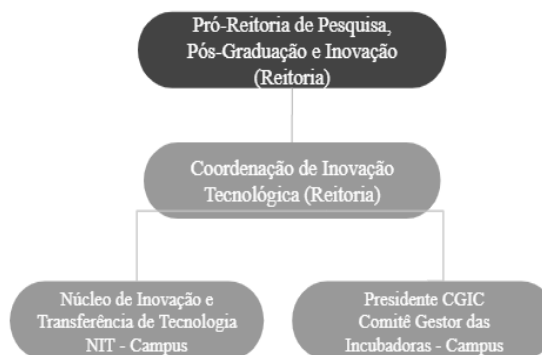 Pró-Reitoria de Pesquisa,
Pós-Graduação e Inovação
(Reitoria)
Coordenação de Inovação
Tecnológica (Reitoria)
Núcleo de Inovação e
Transferência de Tecnologia
NIT - Campus
Presidente CGIC
Comitê Gestor das
Incubadoras - Campus